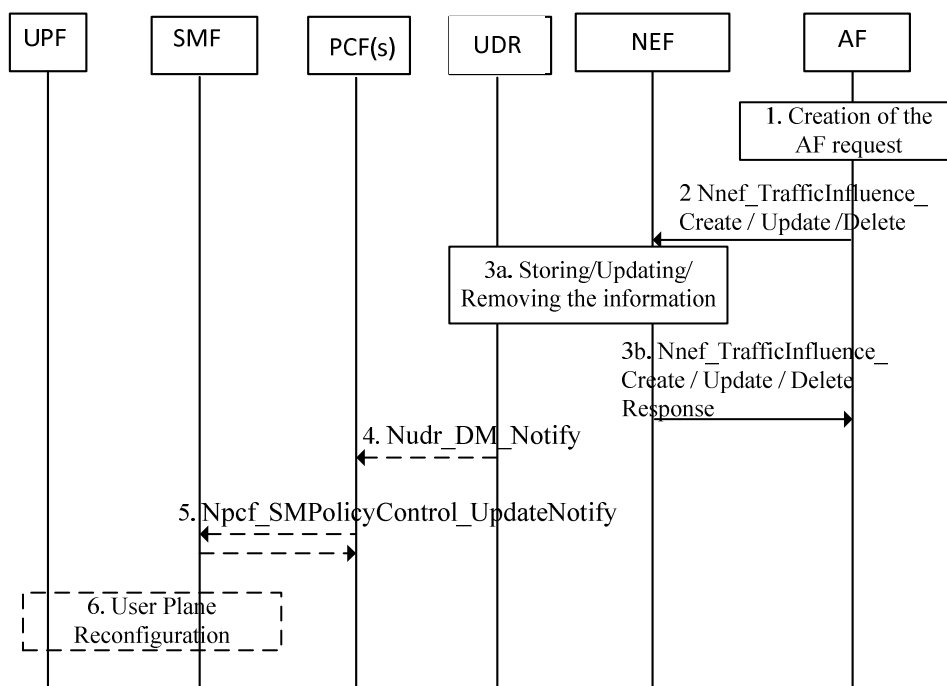 UPF
SMF
PCF(s)
UDR
NEF
AF
1. Creation of the
AF request
2 Nnef_TrafficInfluence_
Create / Update /Delete
3a. Storing/Updating/
Removing the information
3b. Nnef_TrafficInfluence_
Create / Update / Delete
Response
4. Nudr_DM_Notify
5. Npcf_SMPolicyControl_UpdateNotify
6. User Plane
Reconfiguration